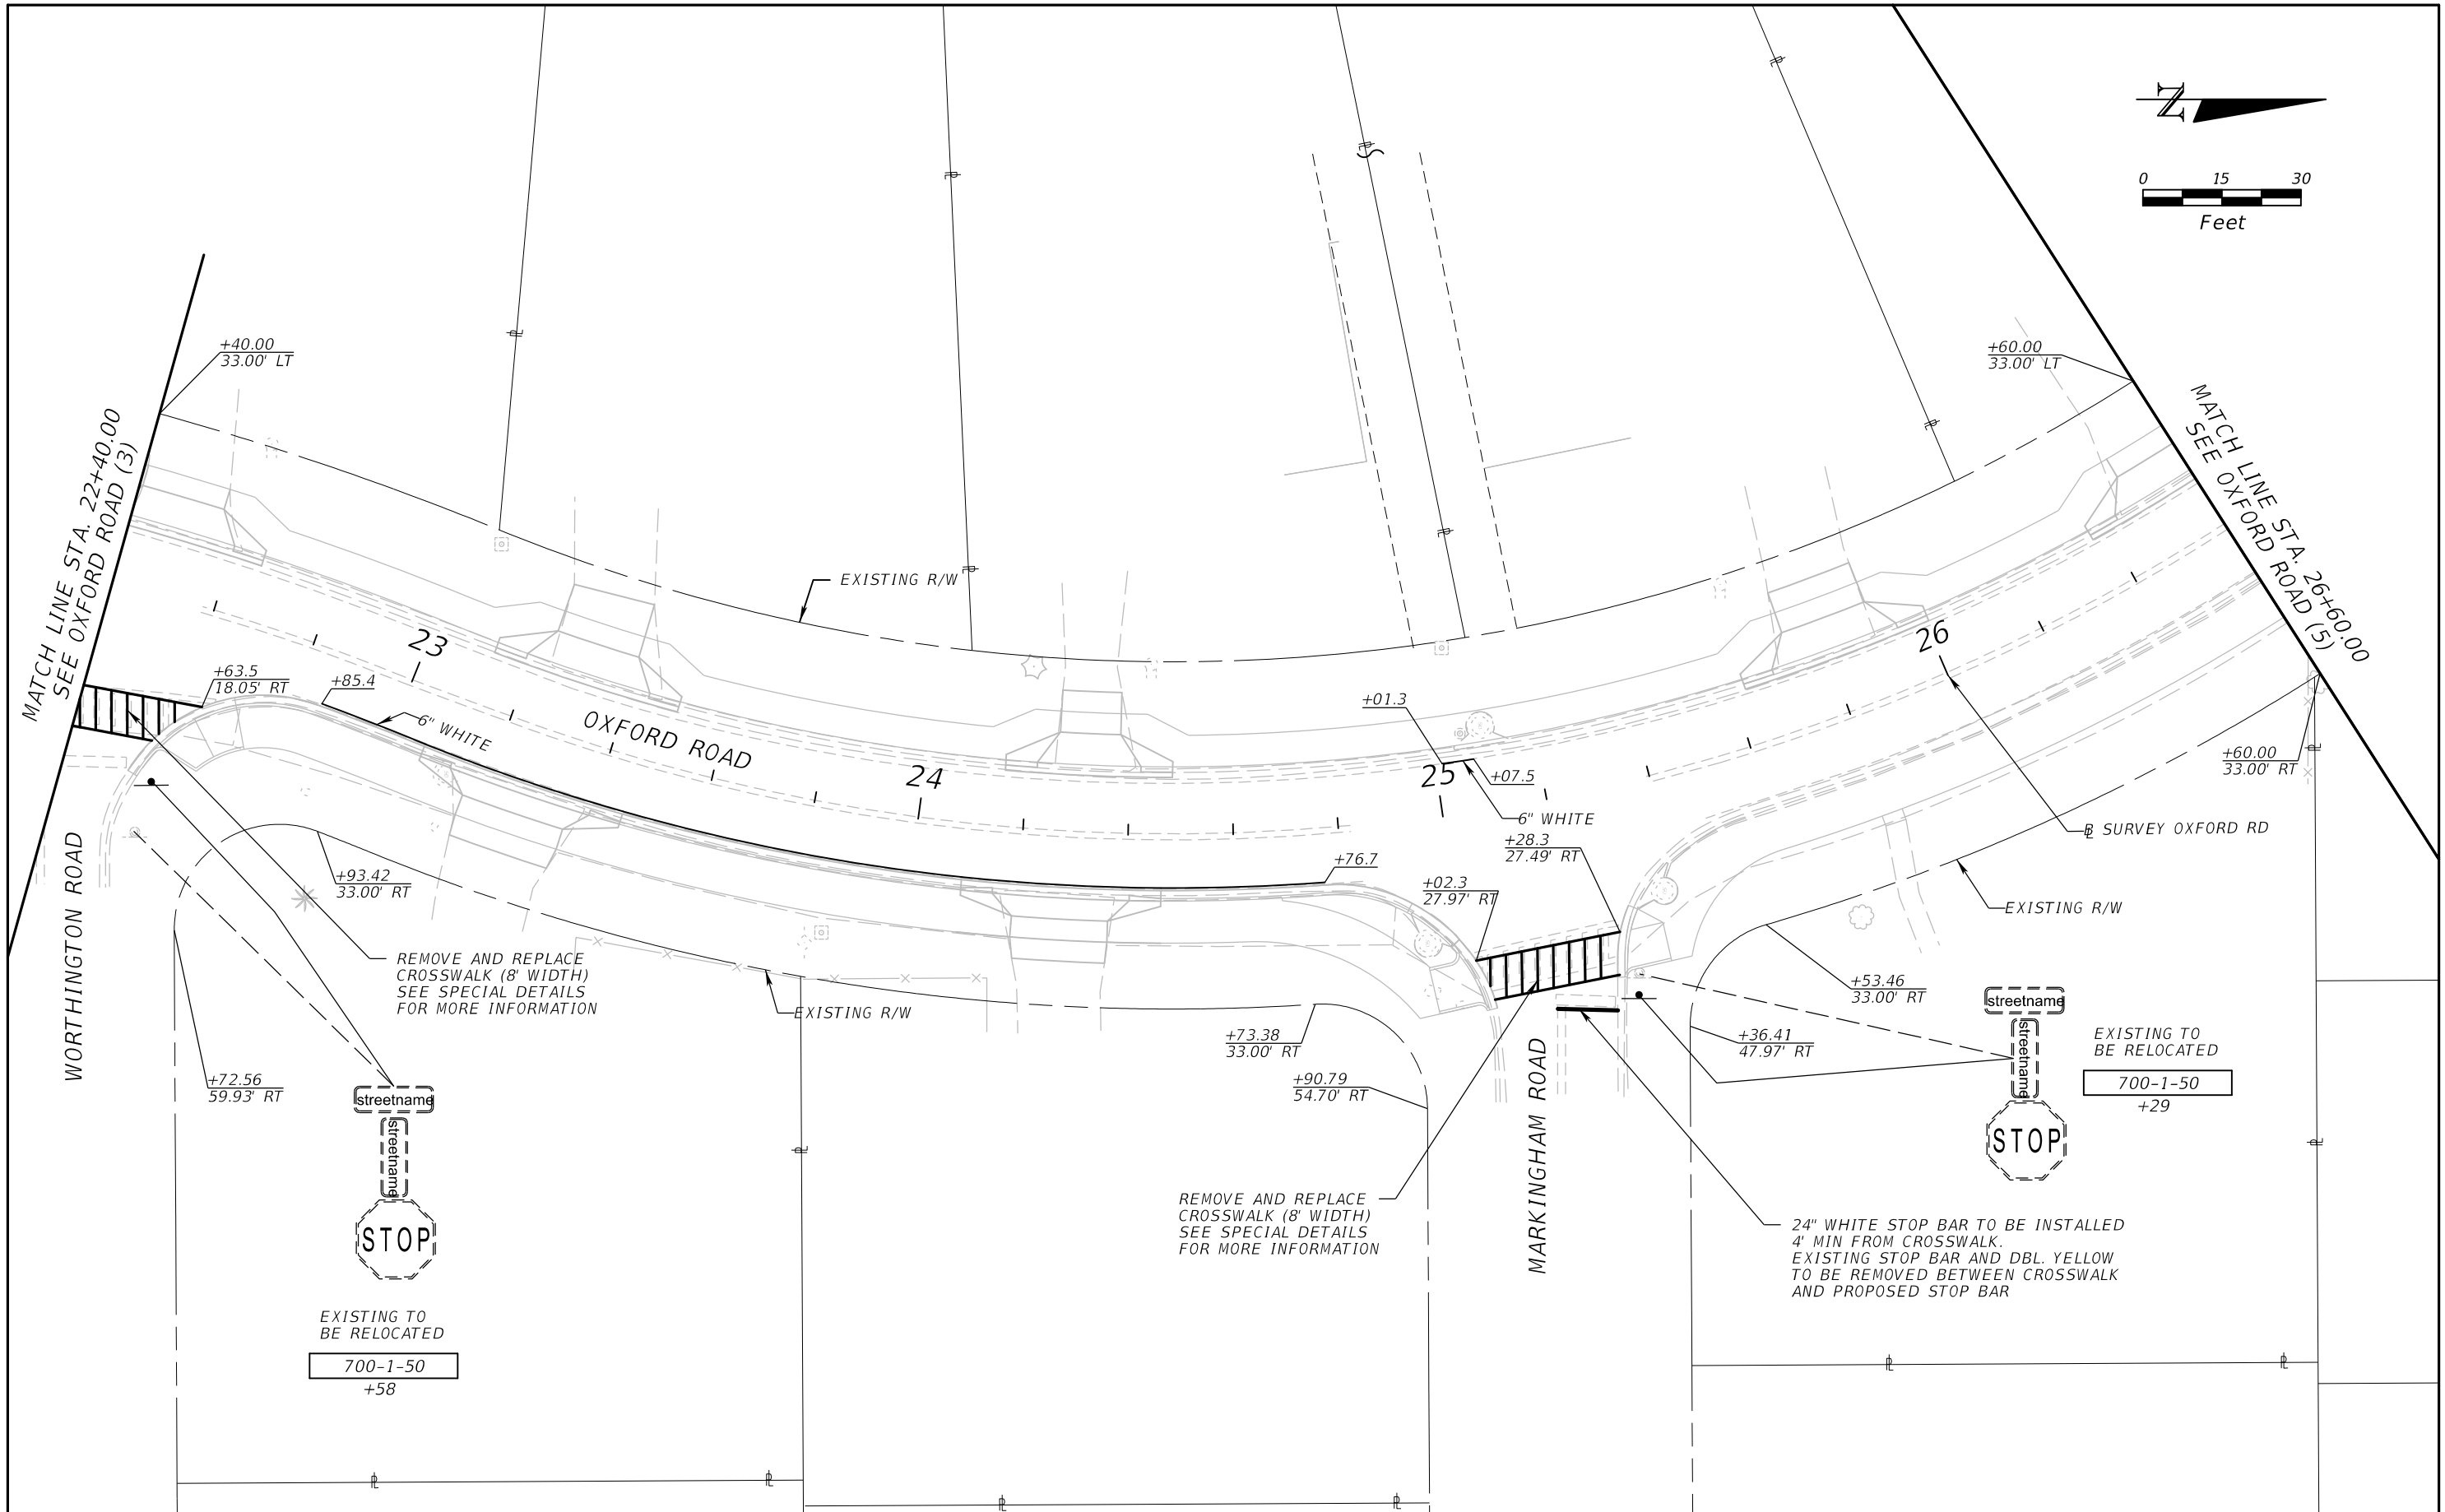 N
0 15 30
Feet
+40.00
33.00' LT
+60.00
33.00' LT
MATCH LINE STA. 22+40.00
SEE OXFORD ROAD (3)
MATCH LINE STA. 26+60.00
SEE OXFORD ROAD (5)
EXISTING R/W
23
26
+63.5
18.05' RT
+85.4
6" WHITE
OXFORD ROAD
24
+01.3
25
+07.5
6" WHITE
+60.00
33.00' RT
BL SURVEY OXFORD RD
+28.3
27.49' RT
+76.7
+02.3
27.97' RT
WORTHINGTON ROAD
+93.42
33.00' RT
EXISTING R/W
REMOVE AND REPLACE
CROSSWALK (8' WIDTH)
SEE SPECIAL DETAILS
FOR MORE INFORMATION
EXISTING R/W
+53.46
33.00' RT
+73.38
33.00' RT
+36.41
47.97' RT
streetname
streetname
STOP
EXISTING TO
BE RELOCATED
700-1-50
+29
+72.56
59.93' RT
+90.79
54.70' RT
MARKINGHAM ROAD
streetname
streetname
STOP
REMOVE AND REPLACE
CROSSWALK (8' WIDTH)
SEE SPECIAL DETAILS
FOR MORE INFORMATION
24" WHITE STOP BAR TO BE INSTALLED
4' MIN FROM CROSSWALK.
EXISTING STOP BAR AND DBL. YELLOW
TO BE REMOVED BETWEEN CROSSWALK
AND PROPOSED STOP BAR
EXISTING TO
BE RELOCATED
700-1-50
+58